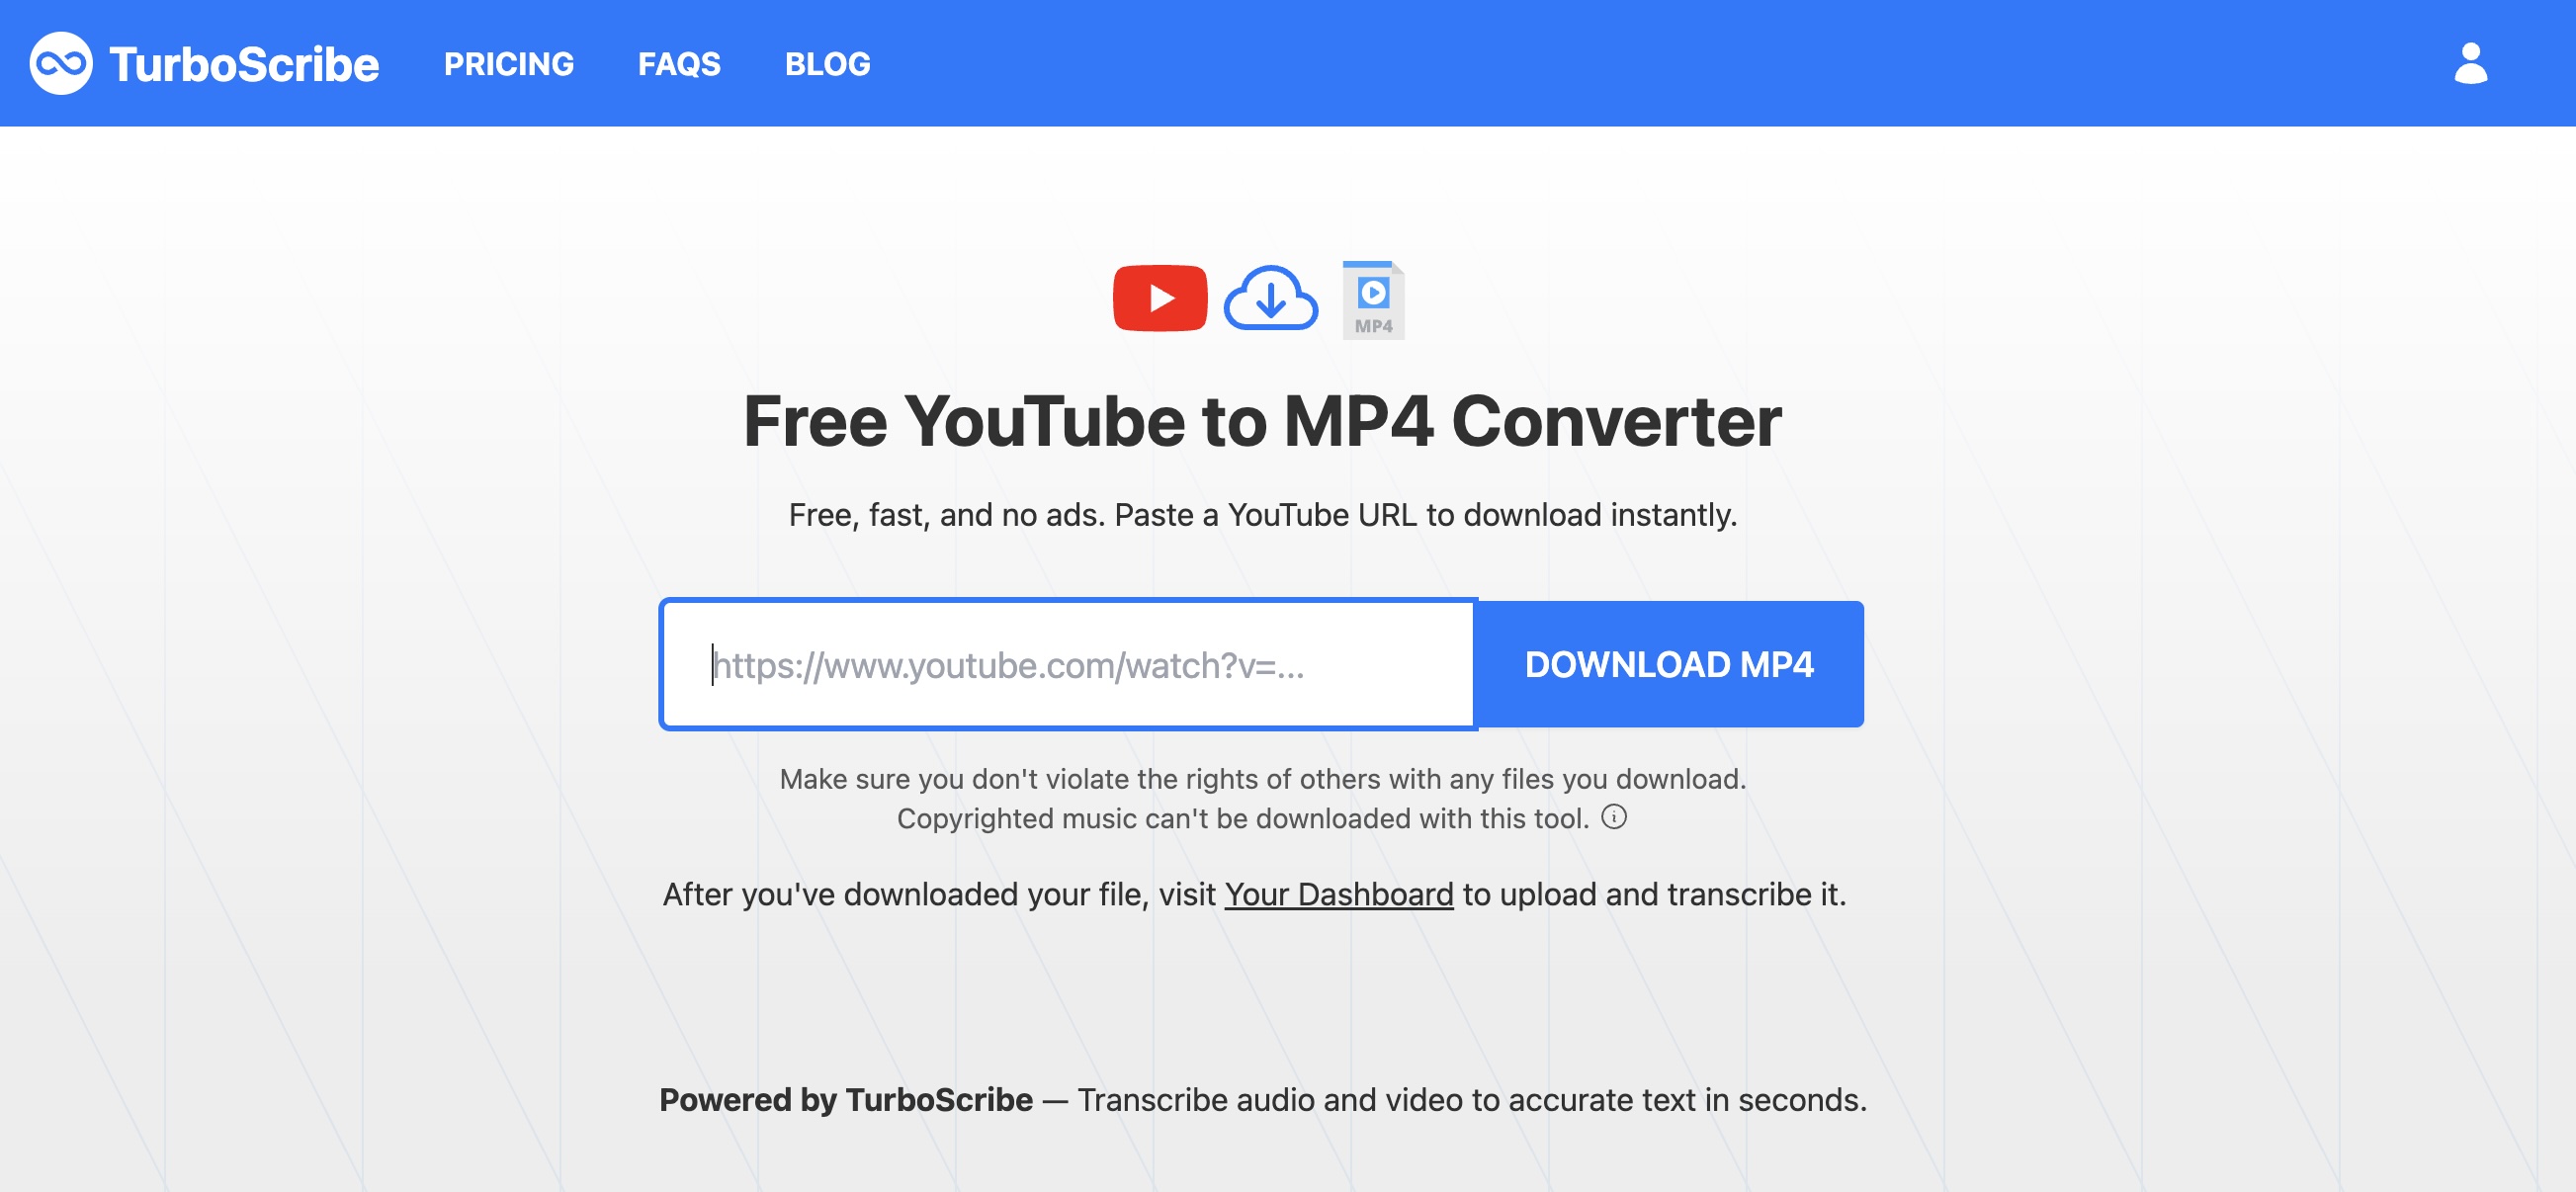 TurboScribe PRICING FAQS BLOG
MP4
Free YouTube to MP4 Converter
Free, fast, and no ads. Paste a YouTube URL to download instantly.
https://www.youtube.com/watch?v=... DOWNLOAD MP4
Make sure you don't violate the rights of others with any files you download.
Copyrighted music can't be downloaded with this tool.
After you've downloaded your file, visit Your Dashboard to upload and transcribe it.
Powered by TurboScribe — Transcribe audio and video to accurate text in seconds.